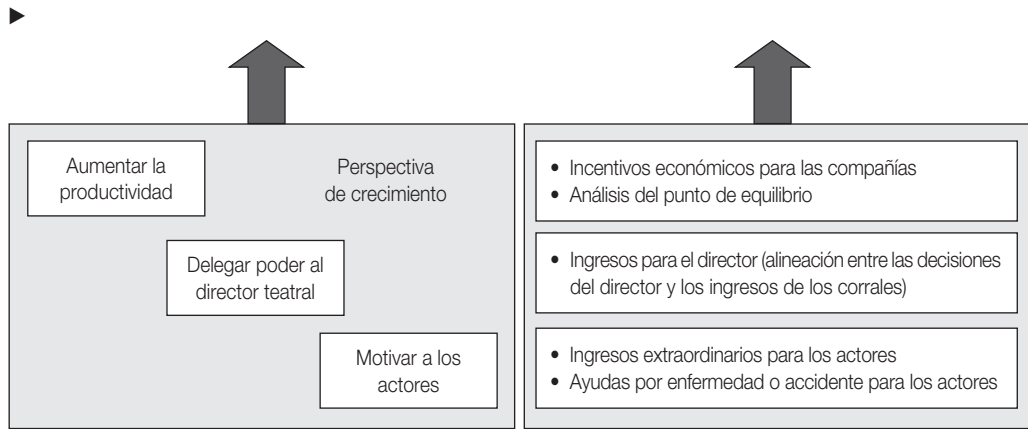 Aumentar la
productividad
Perspectiva
de crecimiento
Delegar poder al
director teatral
Motivar a los
actores
• Incentivos económicos para las compañías
• Análisis del punto de equilibrio
• Ingresos para el director (alineación entre las decisiones
del director y los ingresos de los corrales)
• Ingresos extraordinarios para los actores
• Ayudas por enfermedad o accidente para los actores